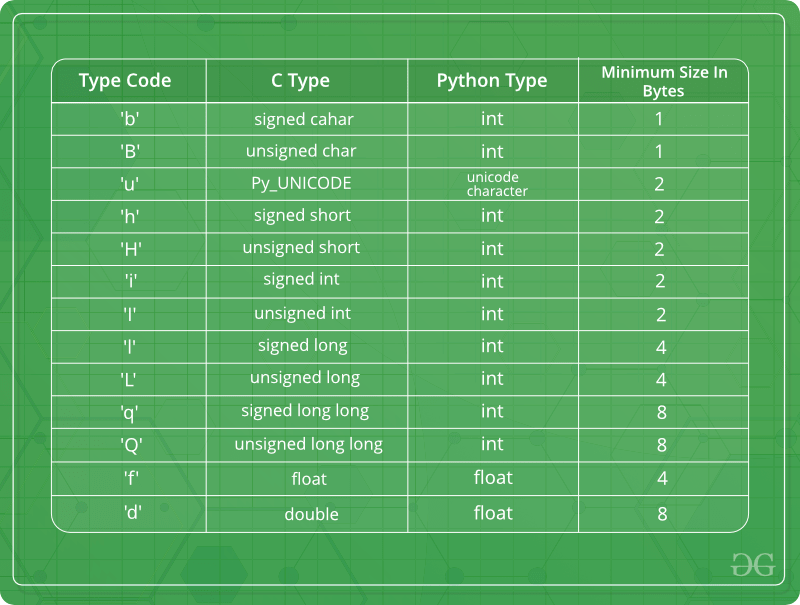 Type Code C Type Python Type Minimum Size In
Bytes
'b' signed cahar int 1
'B' unsigned char int 1
'u' Py_UNICODE unicode
character 2
'h' signed short int 2
'H' unsigned short int 2
'i' signed int int 2
'I' unsigned int int 2
'l' signed long int 4
'L' unsigned long int 4
'q' signed long long int 8
'Q' unsigned long long int 8
'f' float float 4
'd' double float 8